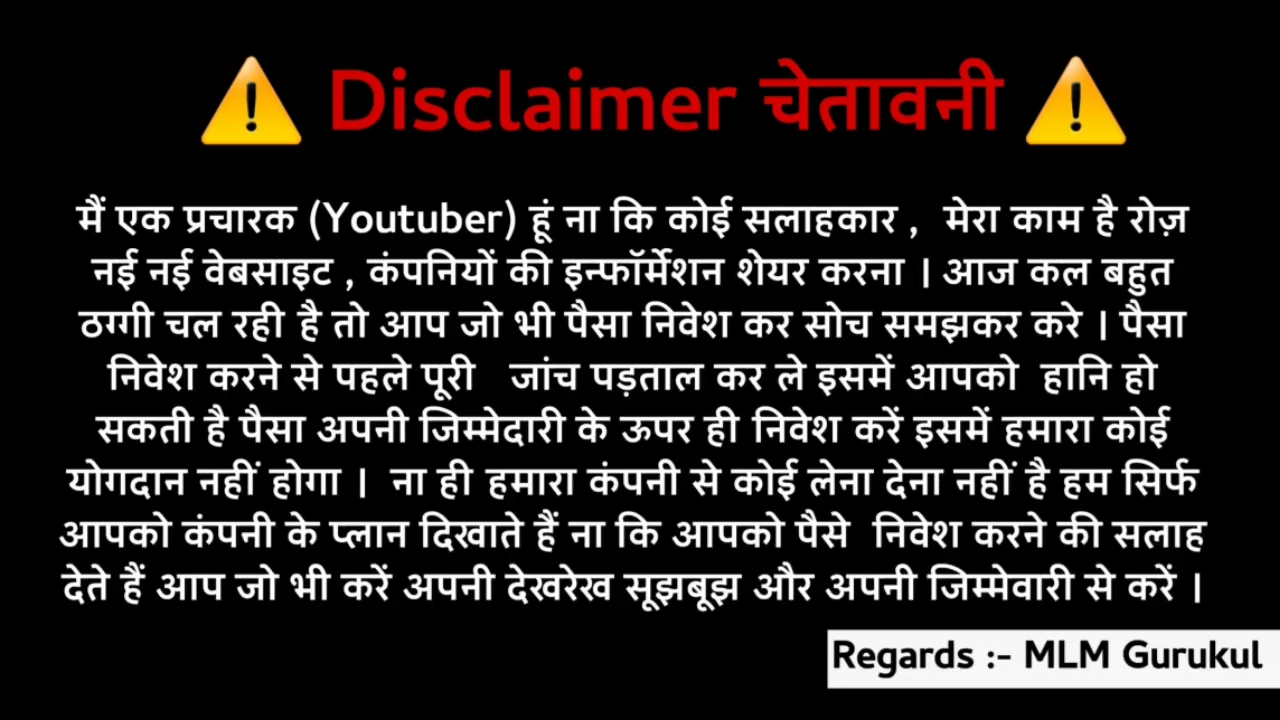 ⚠ Disclaimer चेतावनी ⚠
मैं एक प्रचारक (Youtuber) हूं ना कि कोई सलाहकार , मेरा काम है रोज़
नई नई वेबसाइट , कंपनियों की इन्फॉर्मेशन शेयर करना । आज कल बहुत
ठग्गी चल रही है तो आप जो भी पैसा निवेश कर सोच समझकर करे । पैसा
निवेश करने से पहले पूरी जांच पड़ताल कर ले इसमें आपको हानि हो
सकती है पैसा अपनी जिम्मेदारी के ऊपर ही निवेश करें इसमें हमारा कोई
योगदान नहीं होगा । ना ही हमारा कंपनी से कोई लेना देना नहीं है हम सिर्फ
आपको कंपनी के प्लान दिखाते हैं ना कि आपको पैसे निवेश करने की सलाह
देते हैं आप जो भी करें अपनी देखरेख सूझबूझ और अपनी जिम्मेवारी से करें ।
Regards :- MLM Gurukul